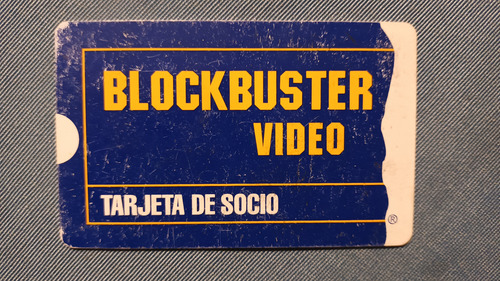 BLOCKBUSTER
VIDEO
TARJETA DE SOCIO
®